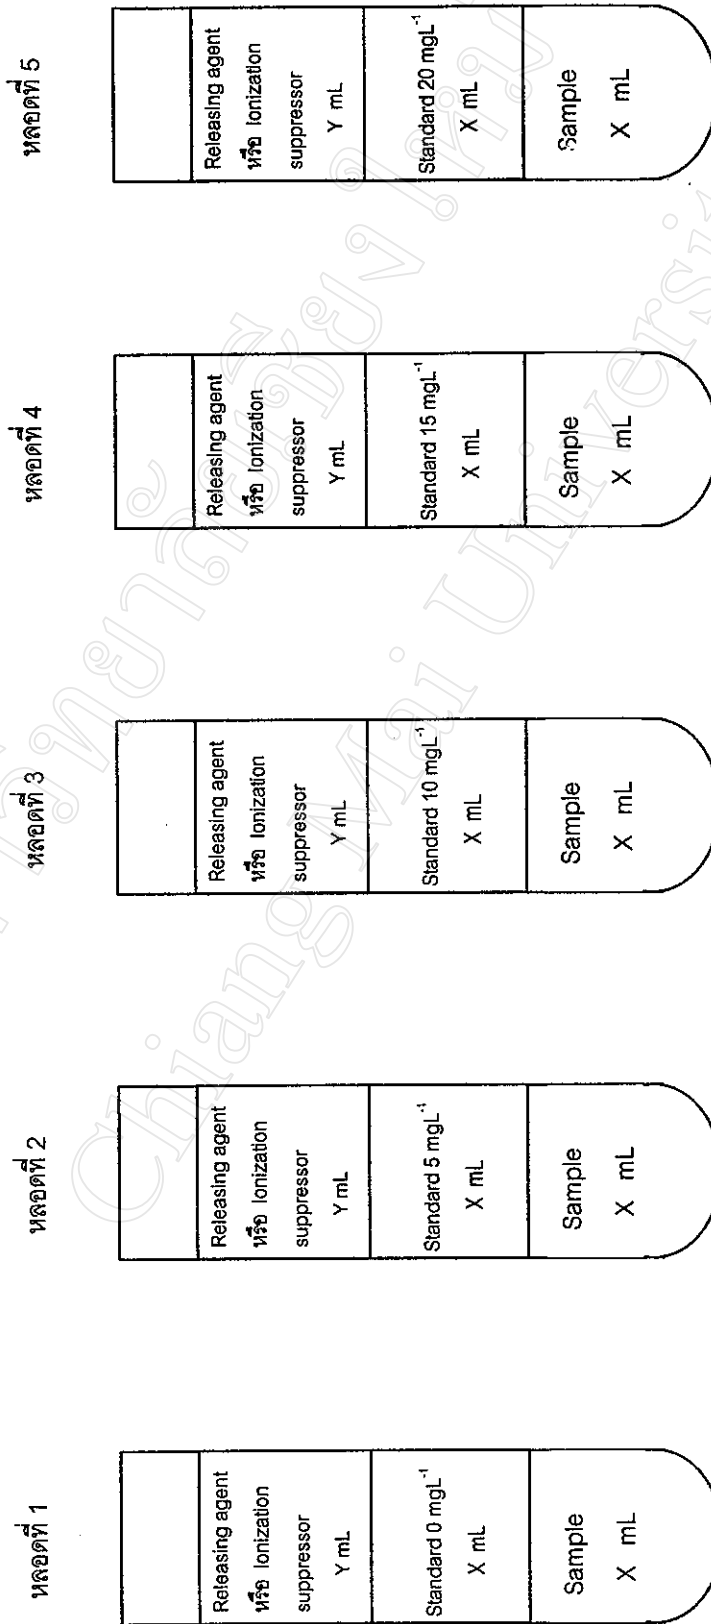 หลอดที่ 1
Releasing agent
หรือ Ionization
suppressor
Y mL
Standard 0 mgL⁻¹
X mL
Sample
X mL
หลอดที่ 2
Releasing agent
หรือ Ionization
suppressor
Y mL
Standard 5 mgL⁻¹
X mL
Sample
X mL
หลอดที่ 3
Releasing agent
หรือ Ionization
suppressor
Y mL
Standard 10 mgL⁻¹
X mL
Sample
X mL
หลอดที่ 4
Releasing agent
หรือ Ionization
suppressor
Y mL
Standard 15 mgL⁻¹
X mL
Sample
X mL
หลอดที่ 5
Releasing agent
หรือ Ionization
suppressor
Y mL
Standard 20 mgL⁻¹
X mL
Sample
X mL
Chiang Mai Universi